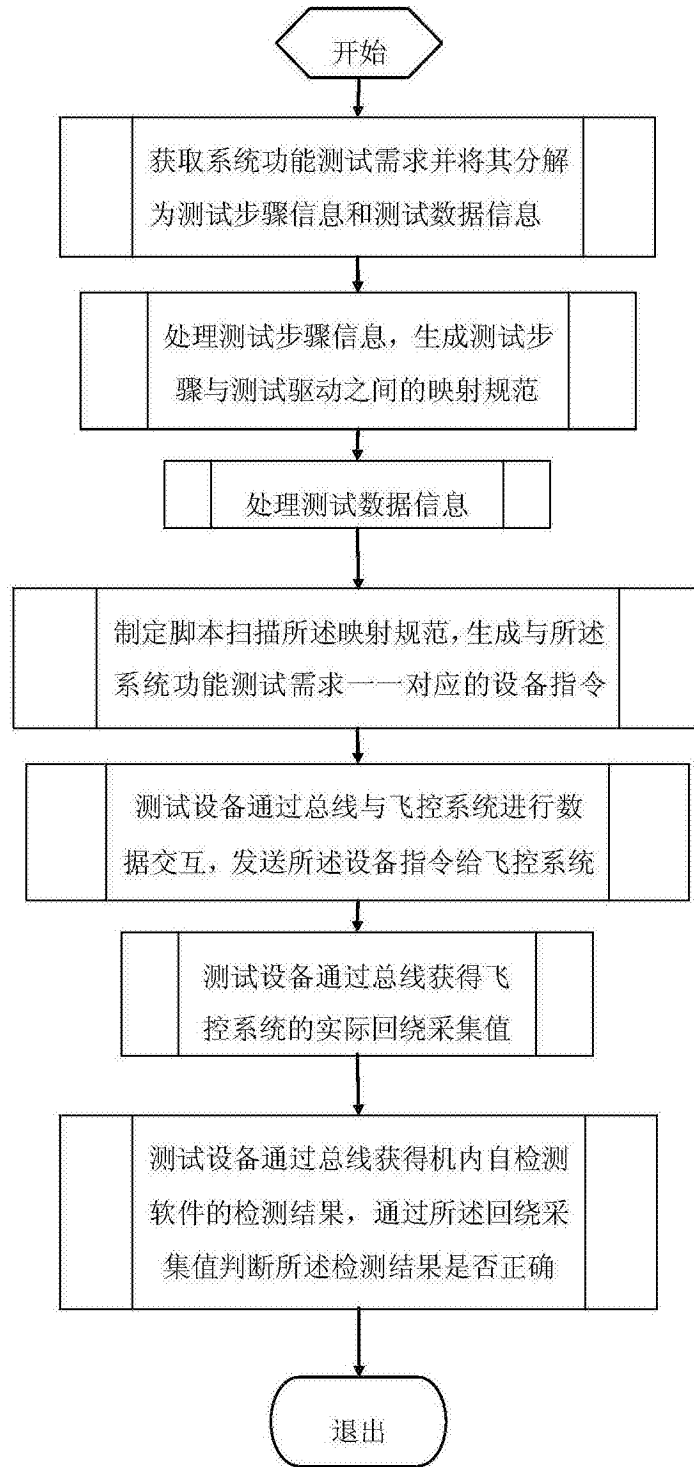 开始
获取系统功能测试需求并将其分解
为测试步骤信息和测试数据信息
处理测试步骤信息，生成测试步
骤与测试驱动之间的映射规范
处理测试数据信息
制定脚本扫描所述映射规范，生成与所述
系统功能测试需求一一对应的设备指令
测试设备通过总线与飞控系统进行数
据交互，发送所述设备指令给飞控系统
测试设备通过总线获得飞
控系统的实际回绕采集值
测试设备通过总线获得机内自检测
软件的检测结果，通过所述回绕采
集值判断所述检测结果是否正确
退出